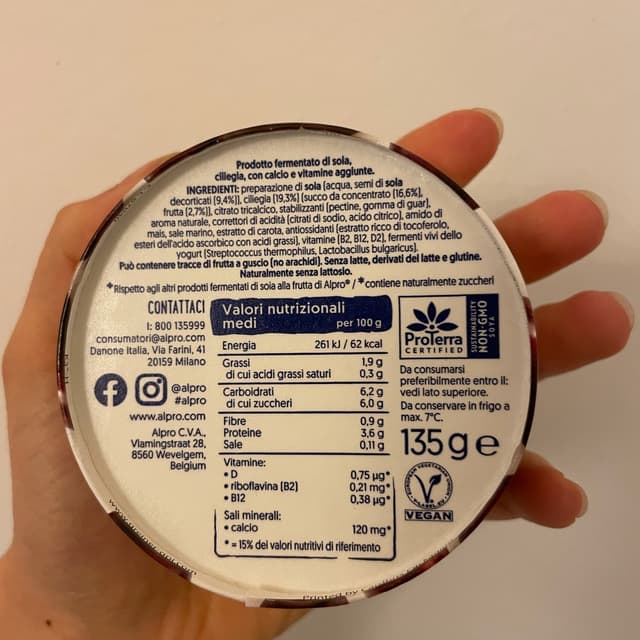 Prodotto fermentato di soia,
ciliegia, con calcio e vitamine aggiunte.
INGREDIENTI: preparazione di soia (acqua, semi di soia
decorticati (9,4%)), ciliegia (19,3%) (succo da concentrato (16,6%),
frutta (2,7%)), citrato tricalcico, stabilizzanti (pectine, gomma di guar),
aroma naturale, correttori di acidità (citrati di sodio, acido citrico), amido di
mais, sale marino, estratto di carota, antiossidanti (estratto ricco di tocoferolo,
esteri dell'acido ascorbico con acidi grassi), vitamine (B2, B12, D2), fermenti vivi dello
yogurt (Streptococcus thermophilus, Lactobacillus bulgaricus).
Può contenere tracce di frutta a guscio (no arachidi). Senza latte, derivati del latte e glutine.
Naturalmente senza lattosio.
*Rispetto agli altri prodotti fermentati di soia alla frutta di Alpro® / *contiene naturalmente zuccheri
CONTATTACI
I: 800 135999
consumatori@alpro.com
Danone Italia, Via Farini, 41
20159 Milano
@alpro
#alpro
www.alpro.com
Alpro C.V.A.,
Vlamingstraat 28,
8560 Wevelgem,
Belgium
Valori nutrizionali
medi per 100 g
Energia 261 kJ / 62 kcal
Grassi 1,9 g
di cui acidi grassi saturi 0,3 g
Carboidrati 6,2 g
di cui zuccheri 6,0 g
Fibre 0,9 g
Proteine 3,6 g
Sale 0,11 g
Vitamine:
• D 0,75 µg*
• riboflavina (B2) 0,21 mg*
• B12 0,38 µg*
Sali minerali:
• calcio 120 mg*
* = 15% dei valori nutritivi di riferimento
ProTerra
CERTIFIED
SUSTAINABILITY
NON-GMO
SOYA
Da consumarsi
preferibilmente entro il:
vedi lato superiore.
Da conservare in frigo a
max. 7°C.
135 g e
VEGAN
Printed by